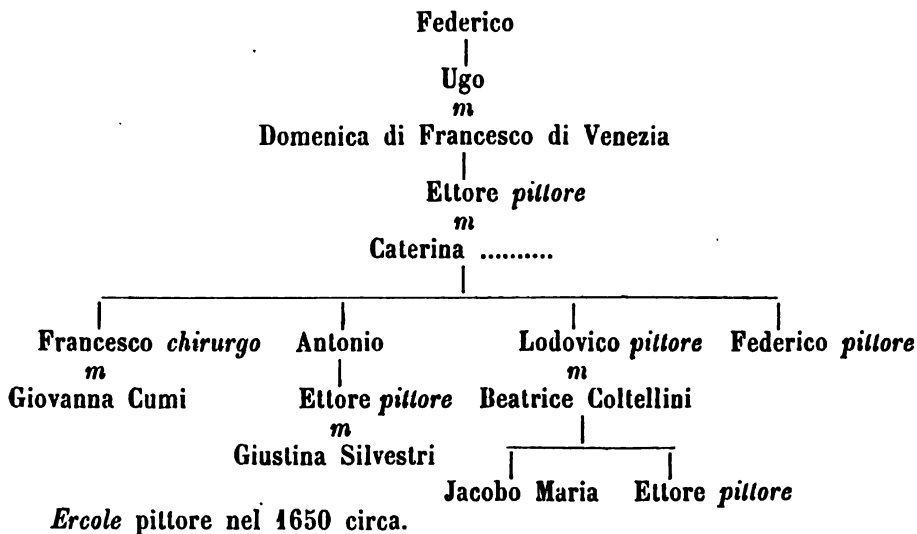 Federico
Ugo
m
Domenica di Francesco di Venezia
Ettore pittore
m
Caterina ..........
Francesco chirurgo Antonio Lodovico pittore Federico pittore
m m
Giovanna Cumi Ettore pittore Beatrice Coltellini
m
Giustina Silvestri
Jacobo Maria Ettore pittore
Ercole pittore nel 1650 circa.